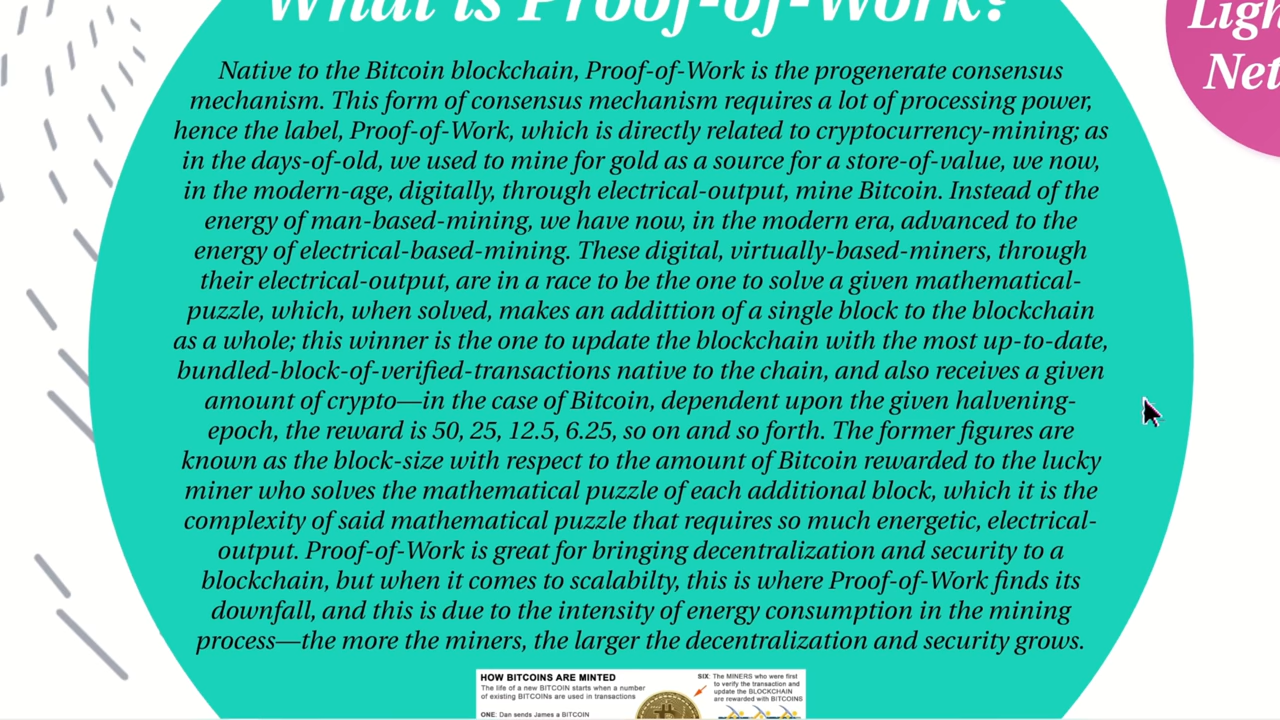 What is Proof-of-Work?
Ligh
Net
Native to the Bitcoin blockchain, Proof-of-Work is the progenerate consensus
mechanism. This form of consensus mechanism requires a lot of processing power,
hence the label, Proof-of-Work, which is directly related to cryptocurrency-mining; as
in the days-of-old, we used to mine for gold as a source for a store-of-value, we now,
in the modern-age, digitally, through electrical-output, mine Bitcoin. Instead of the
energy of man-based-mining, we have now, in the modern era, advanced to the
energy of electrical-based-mining. These digital, virtually-based-miners, through
their electrical-output, are in a race to be the one to solve a given mathematical-
puzzle, which, when solved, makes an addittion of a single block to the blockchain
as a whole; this winner is the one to update the blockchain with the most up-to-date,
bundled-block-of-verified-transactions native to the chain, and also receives a given
amount of crypto—in the case of Bitcoin, dependent upon the given halvening-
epoch, the reward is 50, 25, 12.5, 6.25, so on and so forth. The former figures are
known as the block-size with respect to the amount of Bitcoin rewarded to the lucky
miner who solves the mathematical puzzle of each additional block, which it is the
complexity of said mathematical puzzle that requires so much energetic, electrical-
output. Proof-of-Work is great for bringing decentralization and security to a
blockchain, but when it comes to scalabilty, this is where Proof-of-Work finds its
downfall, and this is due to the intensity of energy consumption in the mining
process—the more the miners, the larger the decentralization and security grows.
HOW BITCOINS ARE MINTED
The life of a new BITCOIN starts when a number
of existing BITCOINs are used in transactions
ONE: Dan sends James a BITCOIN
SIX: The MINERS who were first
to verify the transaction and
update the BLOCKCHAIN
are rewarded with BITCOINS